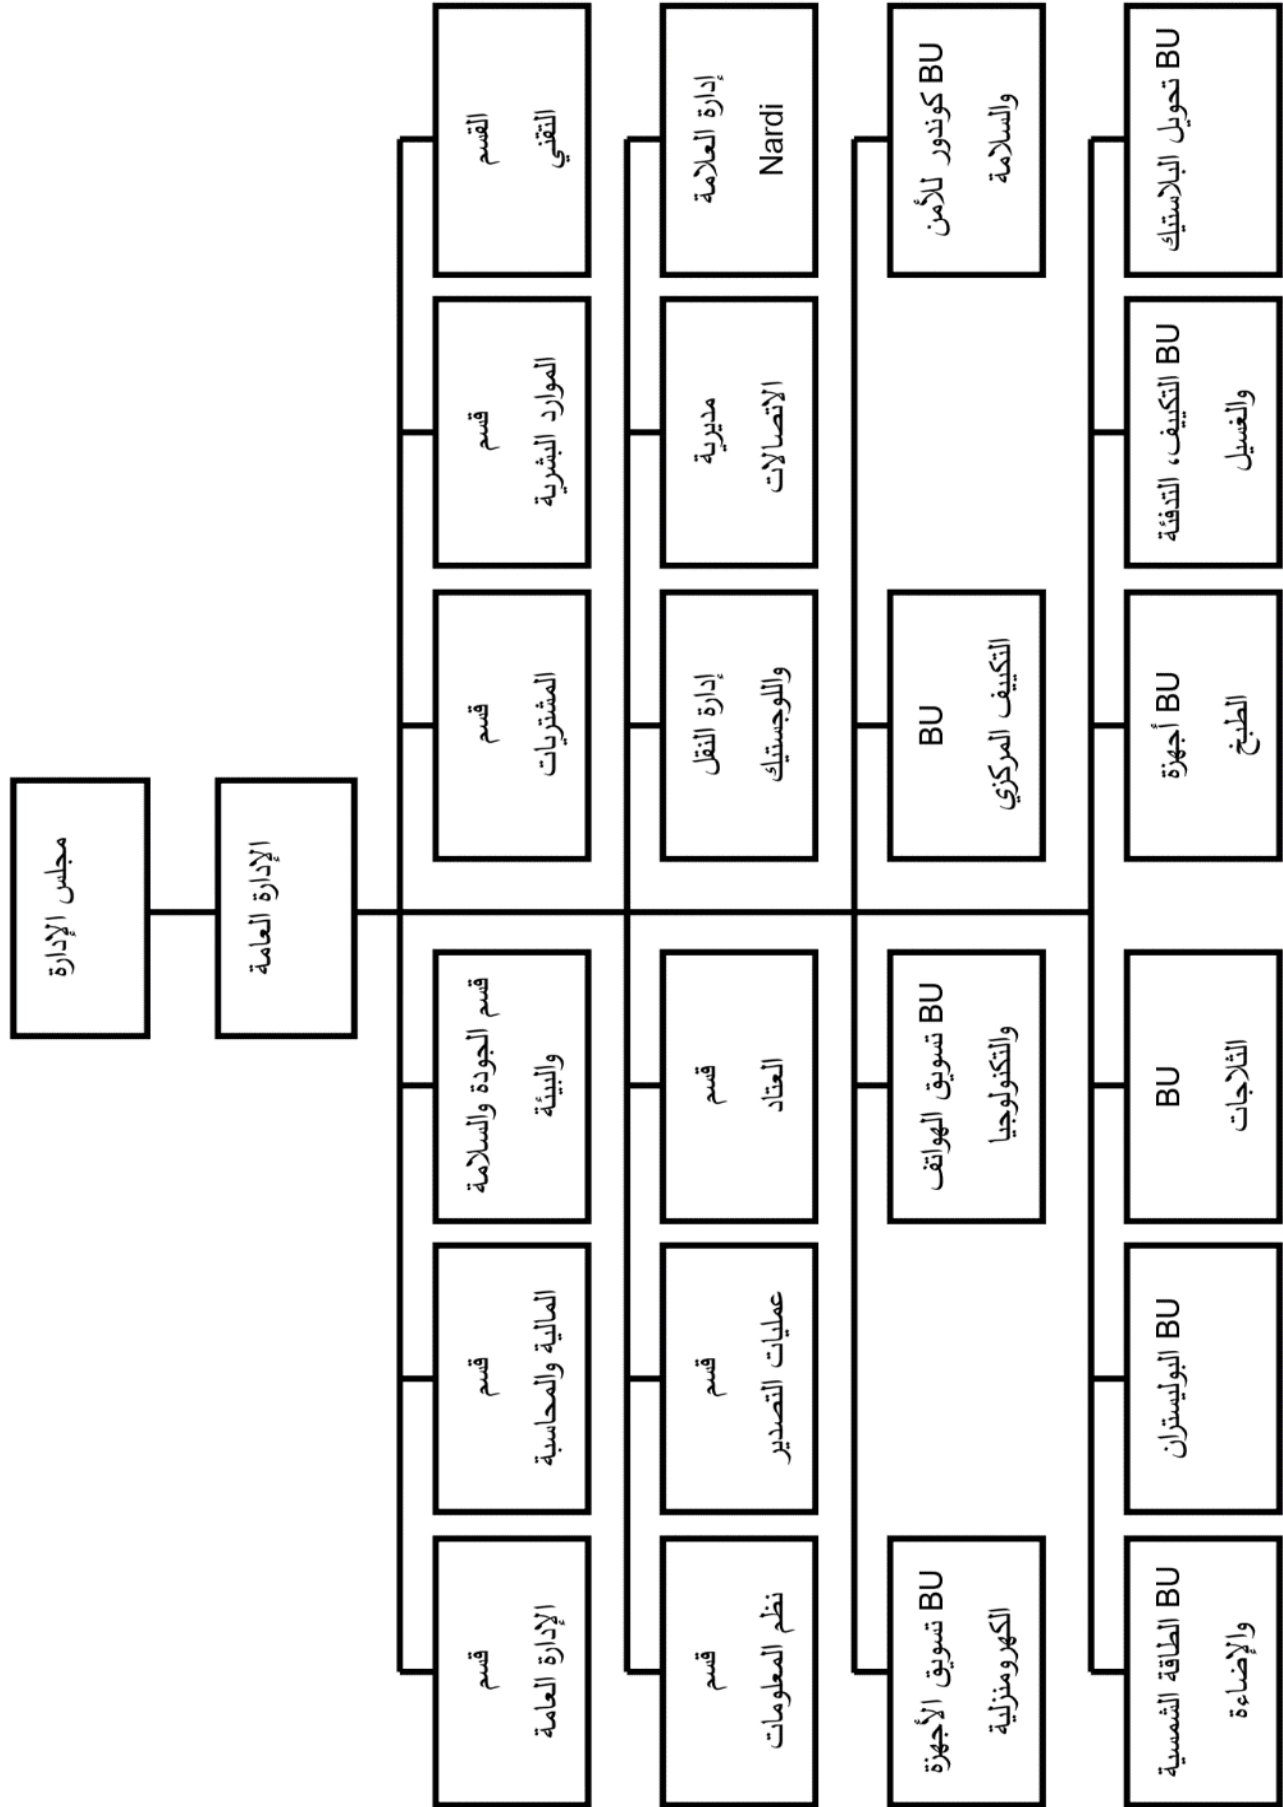 مجلس الإدارة
الإدارة العامة
القسم
التقني
قسم
الموارد البشرية
قسم
المشتريات
قسم الجودة والسلامة
والبيئة
قسم
المالية والمحاسبة
قسم
الإدارة العامة
إدارة العلامة
Nardi
مديرية
الاتصالات
إدارة النقل
واللوجستيك
قسم
العتاد
قسم
عمليات التصدير
قسم
نظم المعلومات
BU كوندور للأمن
والسلامة
BU
التكييف المركزي
BU تسويق الهواتف
والتكنولوجيا
BU تسويق الأجهزة
الكهرومنزلية
BU تحويل البلاستيك
BU التكييف، التدفئة
والغسيل
BU أجهزة
الطبخ
BU
الثلاجات
BU البوليستران
BU الطاقة الشمسية
والإضاءة